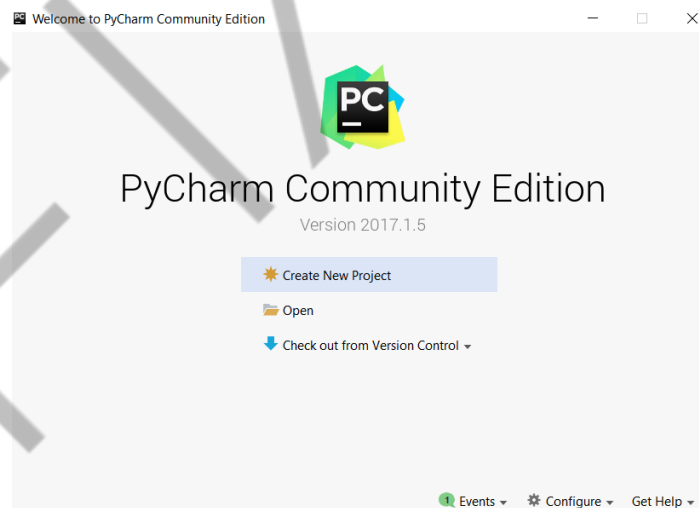 PC Welcome to PyCharm Community Edition
PC
PyCharm Community Edition
Version 2017.1.5
Create New Project
Open
Check out from Version Control
1 Events Configure Get Help